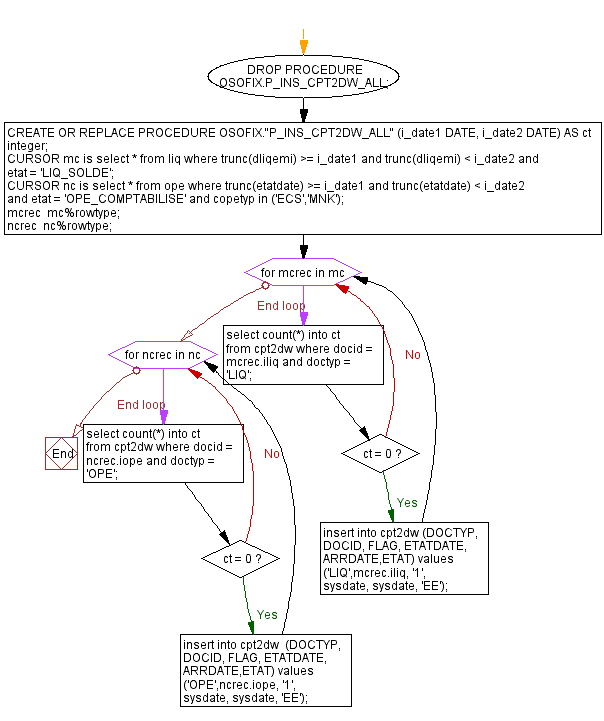 DROP PROCEDURE
OSOFIX.P_INS_CPT2DW_ALL;
CREATE OR REPLACE PROCEDURE OSOFIX."P_INS_CPT2DW_ALL" (i_date1 DATE, i_date2 DATE) AS ct
integer;
CURSOR mc is select * from liq where trunc(dliqemi) >= i_date1 and trunc(dliqemi) < i_date2 and
etat = 'LIQ_SOLDE';
CURSOR nc is select * from ope where trunc(etatdate) >= i_date1 and trunc(etatdate) < i_date2
and etat = 'OPE_COMPTABILISE' and copetyp in ('ECS','MNK');
mcrec  mc%rowtype;
ncrec  nc%rowtype;
for mcrec in mc
End loop
select count(*) into ct
from cpt2dw where docid =
mcrec.iliq and doctyp =
'LIQ';
No
ct = 0 ?
Yes
insert into cpt2dw (DOCTYP,
DOCID, FLAG, ETATDATE,
ARRDATE,ETAT) values
('LIQ',mcrec.iliq, '1',
sysdate, sysdate, 'EE');
for ncrec in nc
End loop
End
select count(*) into ct
from cpt2dw where docid =
ncrec.iope and doctyp =
'OPE';
No
ct = 0 ?
Yes
insert into cpt2dw  (DOCTYP,
DOCID, FLAG, ETATDATE,
ARRDATE,ETAT) values
('OPE',ncrec.iope, '1',
sysdate, sysdate, 'EE');